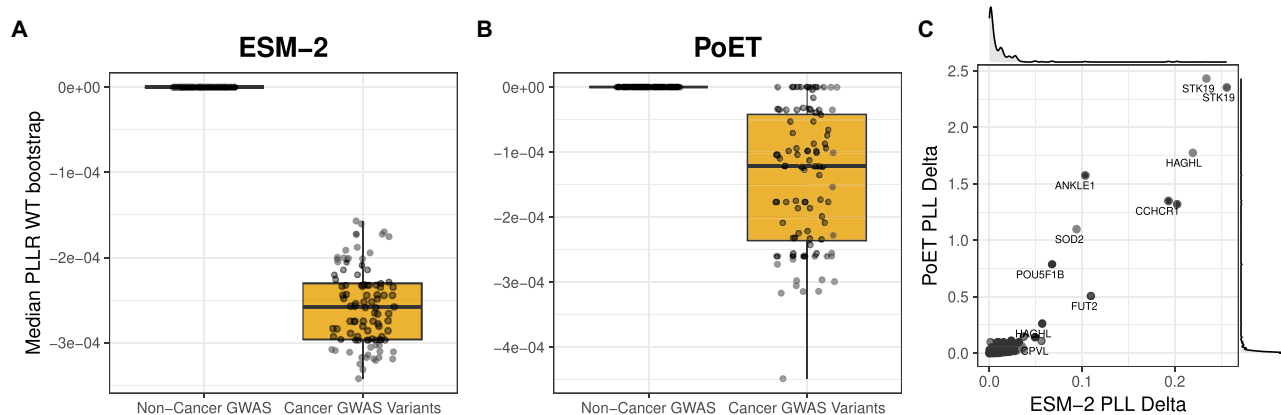 A
ESM−2
Median PLLR WT bootstrap
0e+00
−1e−04
−2e−04
−3e−04
Non−Cancer GWAS
Cancer GWAS Variants
B
PoET
0e+00
−1e−04
−2e−04
−3e−04
−4e−04
Non−Cancer GWAS
Cancer GWAS Variants
C
PoET PLL Delta
2.5
2.0
1.5
1.0
0.5
0.0
STK19
STK19
HAGHL
ANKLE1
CCHCR1
SOD2
POU5F1B
FUT2
HAGHL
CPVL
0.0
0.1
0.2
ESM−2 PLL Delta